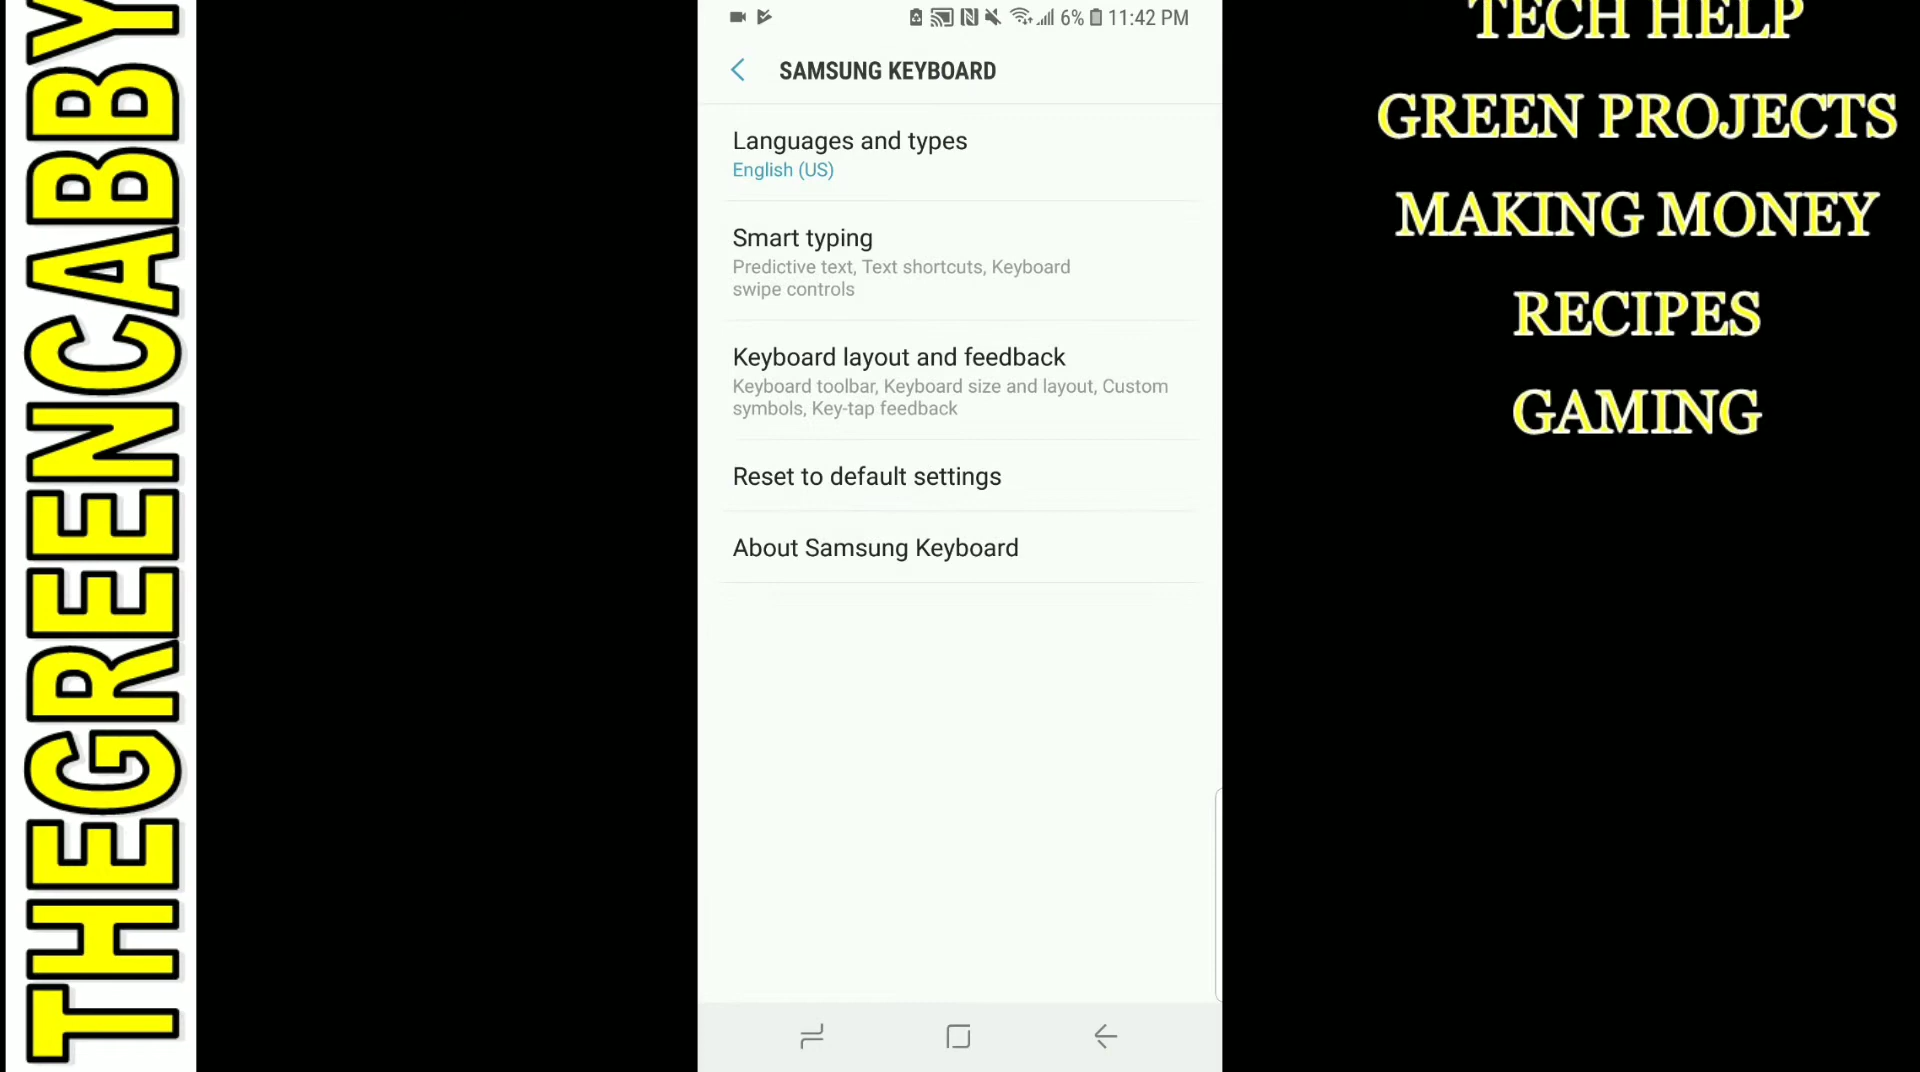 THEGREENCABBY
6% 11:42 PM
SAMSUNG KEYBOARD
Languages and types
English (US)
Smart typing
Predictive text, Text shortcuts, Keyboard
swipe controls
Keyboard layout and feedback
Keyboard toolbar, Keyboard size and layout, Custom
symbols, Key-tap feedback
Reset to default settings
About Samsung Keyboard
TECH HELP
GREEN PROJECTS
MAKING MONEY
RECIPES
GAMING